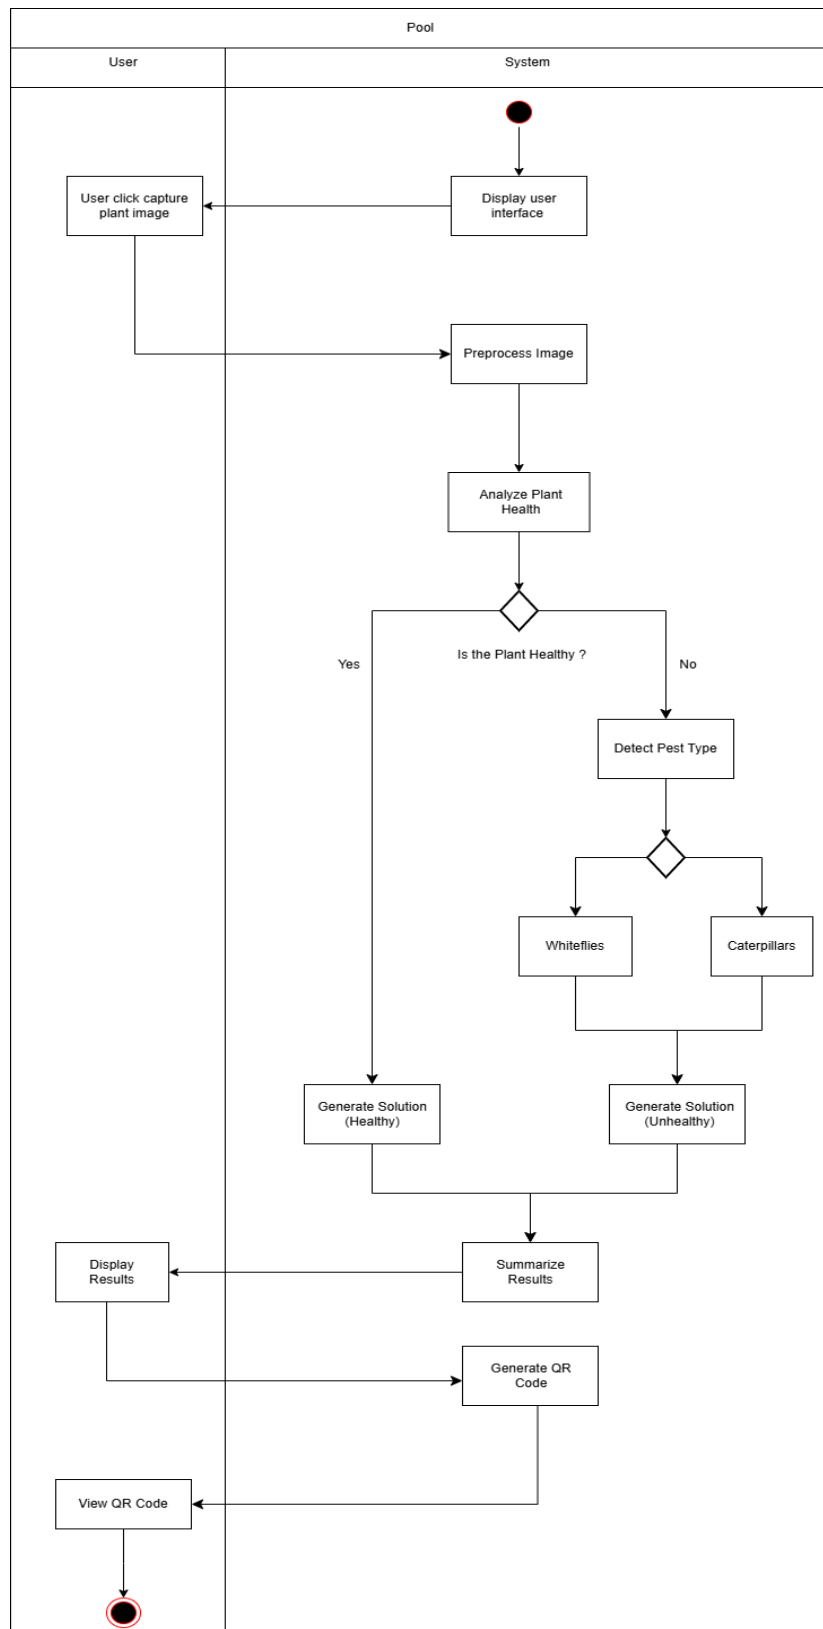 Pool
User
System
User click capture
plant image
Display user
interface
Preprocess Image
Analyze Plant
Health
Is the Plant Healthy ?
Yes
No
Detect Pest Type
Whiteflies
Caterpillars
Generate Solution
(Healthy)
Generate Solution
(Unhealthy)
Display
Results
Summarize
Results
Generate QR
Code
View QR Code